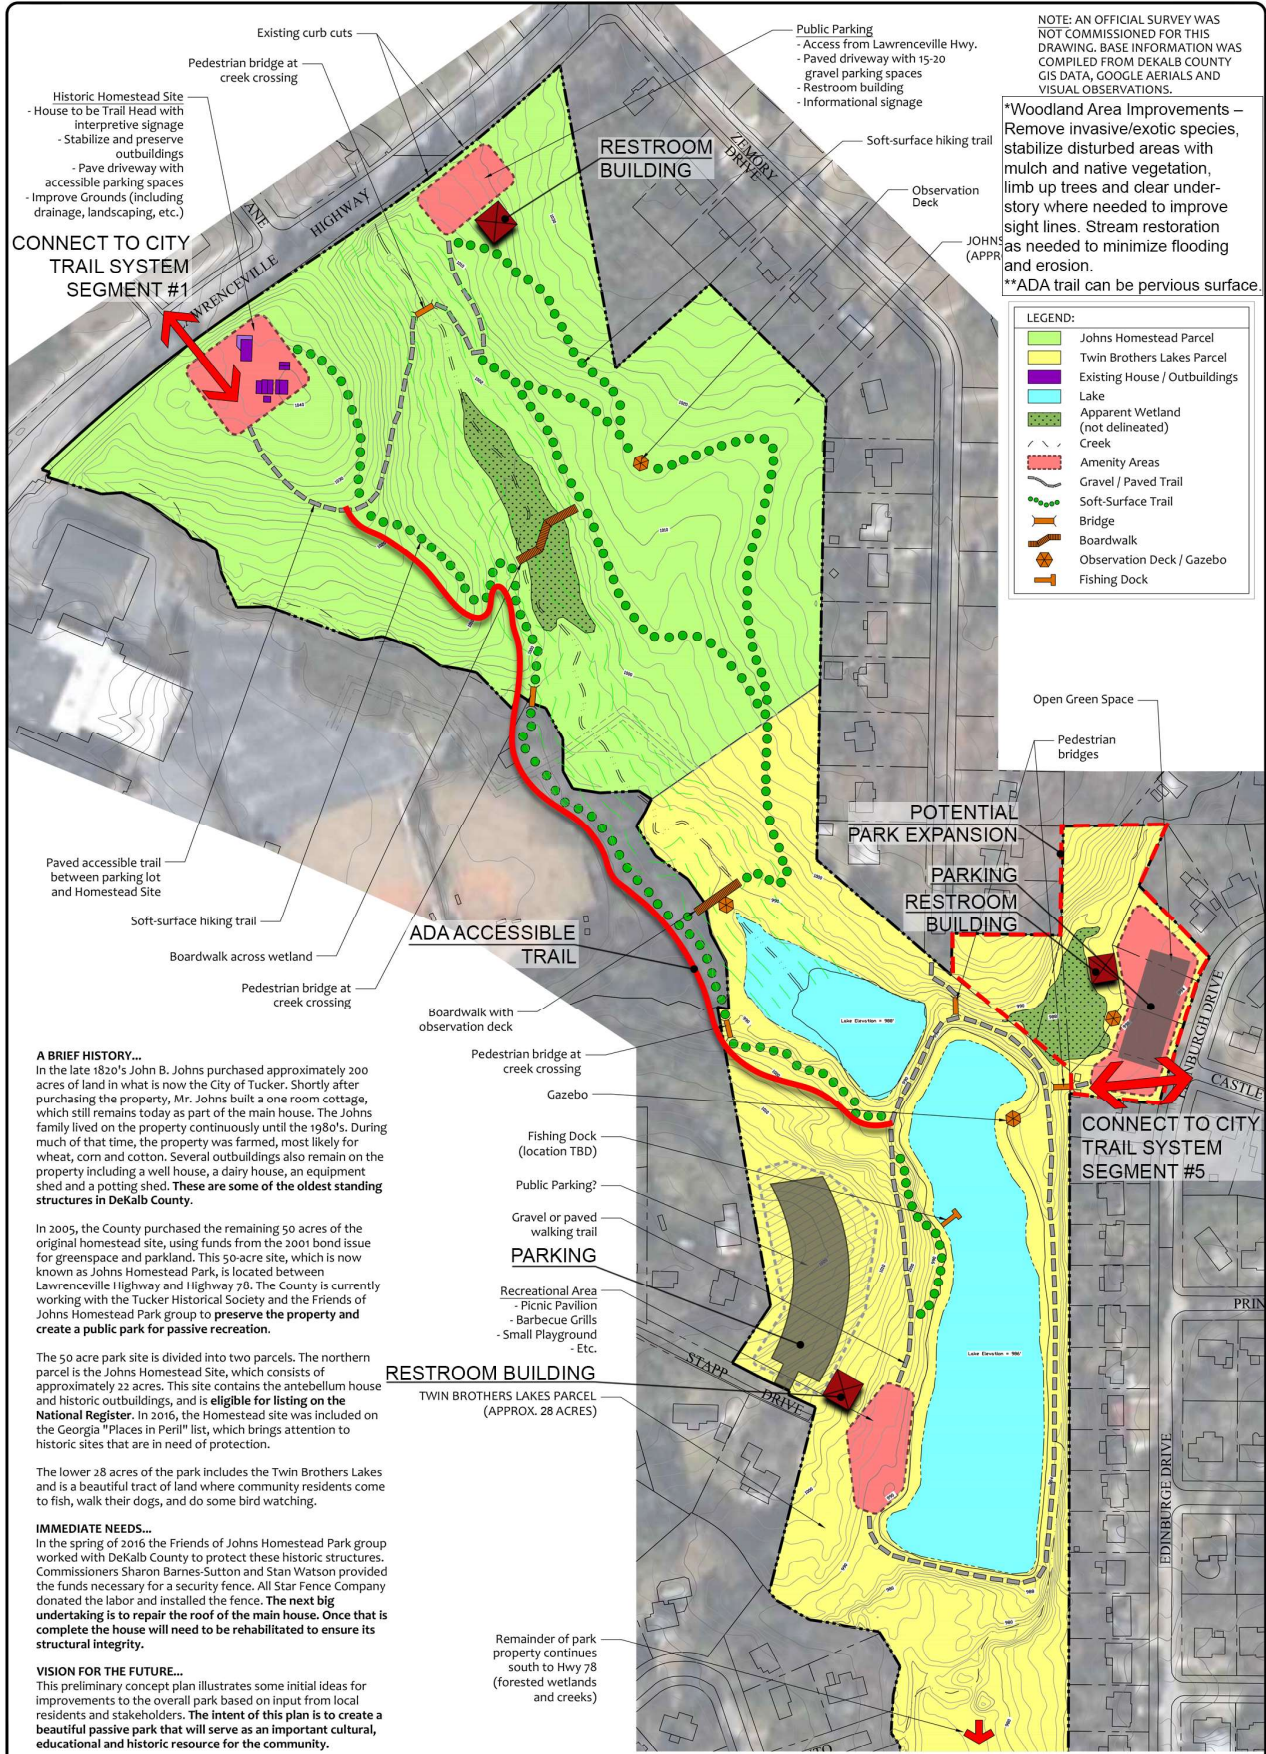 Existing curb cuts
Pedestrian bridge at
creek crossing
Historic Homestead Site
- House to be Trail Head with
interpretive signage
- Stabilize and preserve
outbuildings
- Pave driveway with
accessible parking spaces
- Improve Grounds (including
drainage, landscaping, etc.)
CONNECT TO CITY
TRAIL SYSTEM
SEGMENT #1
Public Parking
- Access from Lawrenceville Hwy.
- Paved driveway with 15-20
gravel parking spaces
- Restroom building
- Informational signage
RESTROOM
BUILDING
Soft-surface hiking trail
Observation
Deck
JOHNS
(APPR
ZEMORY
DRIVE
ANE
HIGHWAY
AWRENCEVILLE
NOTE: AN OFFICIAL SURVEY WAS
NOT COMMISSIONED FOR THIS
DRAWING. BASE INFORMATION WAS
COMPILED FROM DEKALB COUNTY
GIS DATA, GOOGLE AERIALS AND
VISUAL OBSERVATIONS.
*Woodland Area Improvements –
Remove invasive/exotic species,
stabilize disturbed areas with
mulch and native vegetation,
limb up trees and clear under-
story where needed to improve
sight lines. Stream restoration
as needed to minimize flooding
and erosion.
**ADA trail can be pervious surface.
LEGEND:
Johns Homestead Parcel
Twin Brothers Lakes Parcel
Existing House / Outbuildings
Lake
Apparent Wetland
(not delineated)
Creek
Amenity Areas
Gravel / Paved Trail
Soft-Surface Trail
Bridge
Boardwalk
Observation Deck / Gazebo
Fishing Dock
Open Green Space
Pedestrian
bridges
POTENTIAL
PARK EXPANSION
PARKING
RESTROOM
BUILDING
Paved accessible trail
between parking lot
and Homestead Site
Soft-surface hiking trail
Boardwalk across wetland
Pedestrian bridge at
creek crossing
ADA ACCESSIBLE
TRAIL
Boardwalk with
observation deck
Pedestrian bridge at
creek crossing
Gazebo
Fishing Dock
(location TBD)
Public Parking?
Gravel or paved
walking trail
PARKING
Recreational Area
- Picnic Pavilion
- Barbecue Grills
- Small Playground
- Etc.
RESTROOM BUILDING
TWIN BROTHERS LAKES PARCEL
(APPROX. 28 ACRES)
STAPP DRIVE
Lake Elevation = 988'
Lake Elevation = 986'
NBURGH DRIVE
CASTLE
CONNECT TO CITY
TRAIL SYSTEM
SEGMENT #5
PRIN
EDINBURGE DRIVE
Remainder of park
property continues
south to Hwy 78
(forested wetlands
and creeks)
A BRIEF HISTORY...
In the late 1820's John B. Johns purchased approximately 200
acres of land in what is now the City of Tucker. Shortly after
purchasing the property, Mr. Johns built a one room cottage,
which still remains today as part of the main house. The Johns
family lived on the property continuously until the 1980's. During
much of that time, the property was farmed, most likely for
wheat, corn and cotton. Several outbuildings also remain on the
property including a well house, a dairy house, an equipment
shed and a potting shed. These are some of the oldest standing
structures in DeKalb County.
In 2005, the County purchased the remaining 50 acres of the
original homestead site, using funds from the 2001 bond issue
for greenspace and parkland. This 50-acre site, which is now
known as Johns Homestead Park, is located between
Lawrenceville Highway and Highway 78. The County is currently
working with the Tucker Historical Society and the Friends of
Johns Homestead Park group to preserve the property and
create a public park for passive recreation.
The 50 acre park site is divided into two parcels. The northern
parcel is the Johns Homestead Site, which consists of
approximately 22 acres. This site contains the antebellum house
and historic outbuildings, and is eligible for listing on the
National Register. In 2016, the Homestead site was included on
the Georgia "Places in Peril" list, which brings attention to
historic sites that are in need of protection.
The lower 28 acres of the park includes the Twin Brothers Lakes
and is a beautiful tract of land where community residents come
to fish, walk their dogs, and do some bird watching.
IMMEDIATE NEEDS...
In the spring of 2016 the Friends of Johns Homestead Park group
worked with DeKalb County to protect these historic structures.
Commissioners Sharon Barnes-Sutton and Stan Watson provided
the funds necessary for a security fence. All Star Fence Company
donated the labor and installed the fence. The next big
undertaking is to repair the roof of the main house. Once that is
complete the house will need to be rehabilitated to ensure its
structural integrity.
VISION FOR THE FUTURE...
This preliminary concept plan illustrates some initial ideas for
improvements to the overall park based on input from local
residents and stakeholders. The intent of this plan is to create a
beautiful passive park that will serve as an important cultural,
educational and historic resource for the community.